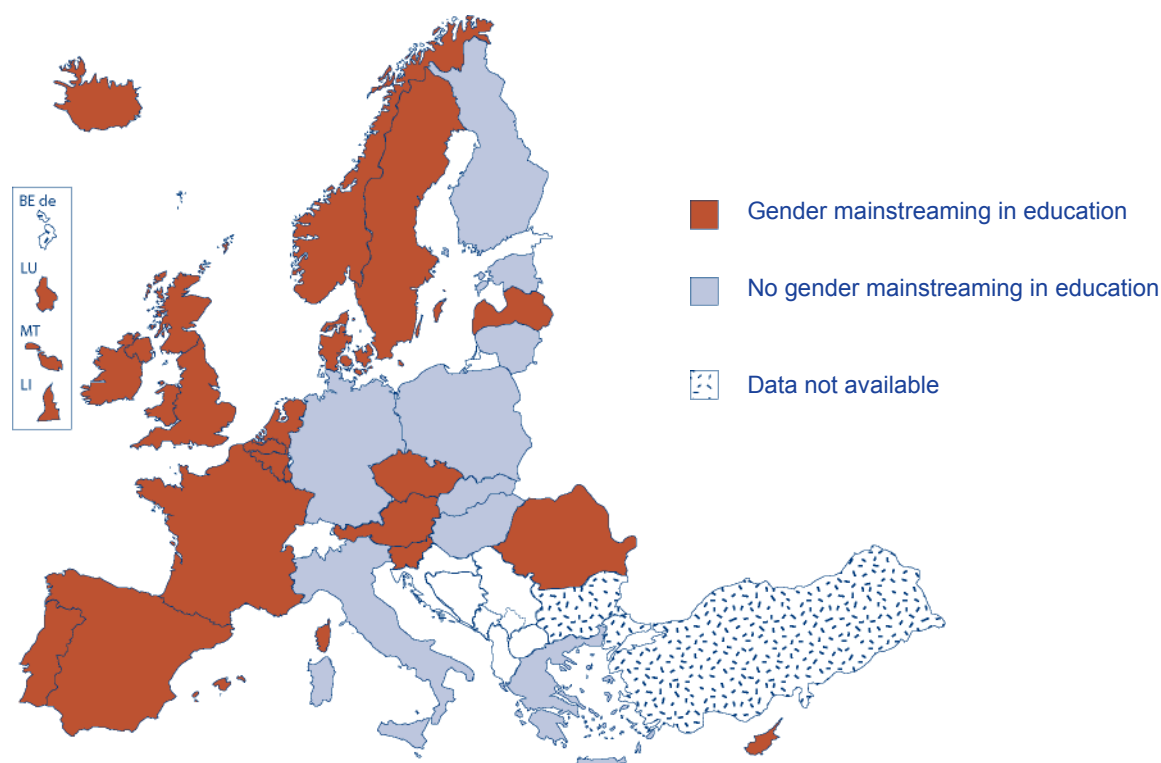 BE de
LU
MT
LI
Gender mainstreaming in education
No gender mainstreaming in education
Data not available